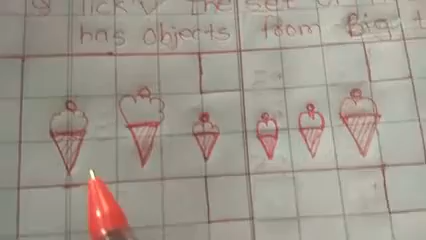 Q Tick ✓ the set
has objects from Big t